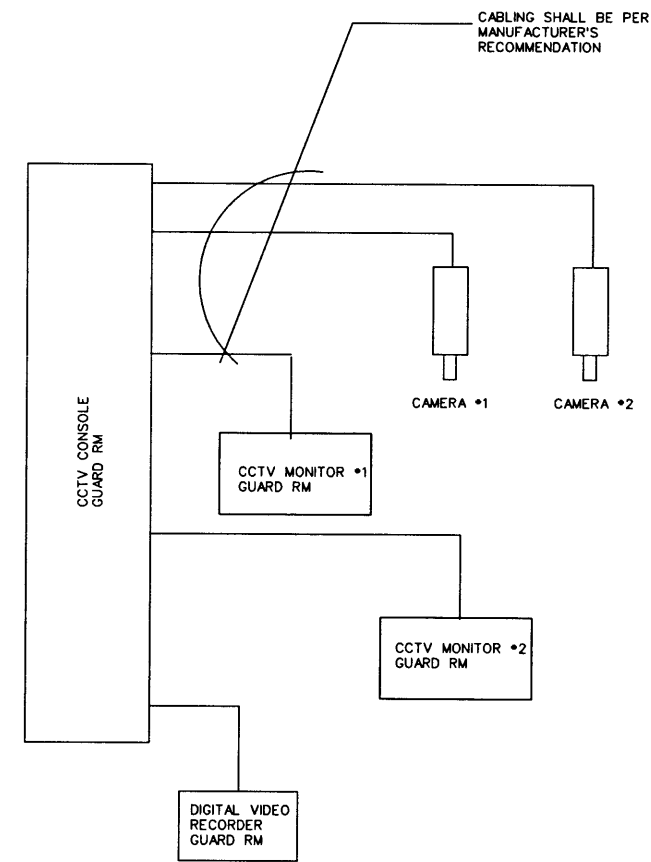 CABLING SHALL BE PER
MANUFACTURER'S
RECOMMENDATION
CAMERA •1
CAMERA •2
CCTV CONSOLE
GUARD RM
CCTV MONITOR •1
GUARD RM
CCTV MONITOR •2
GUARD RM
DIGITAL VIDEO
RECORDER
GUARD RM